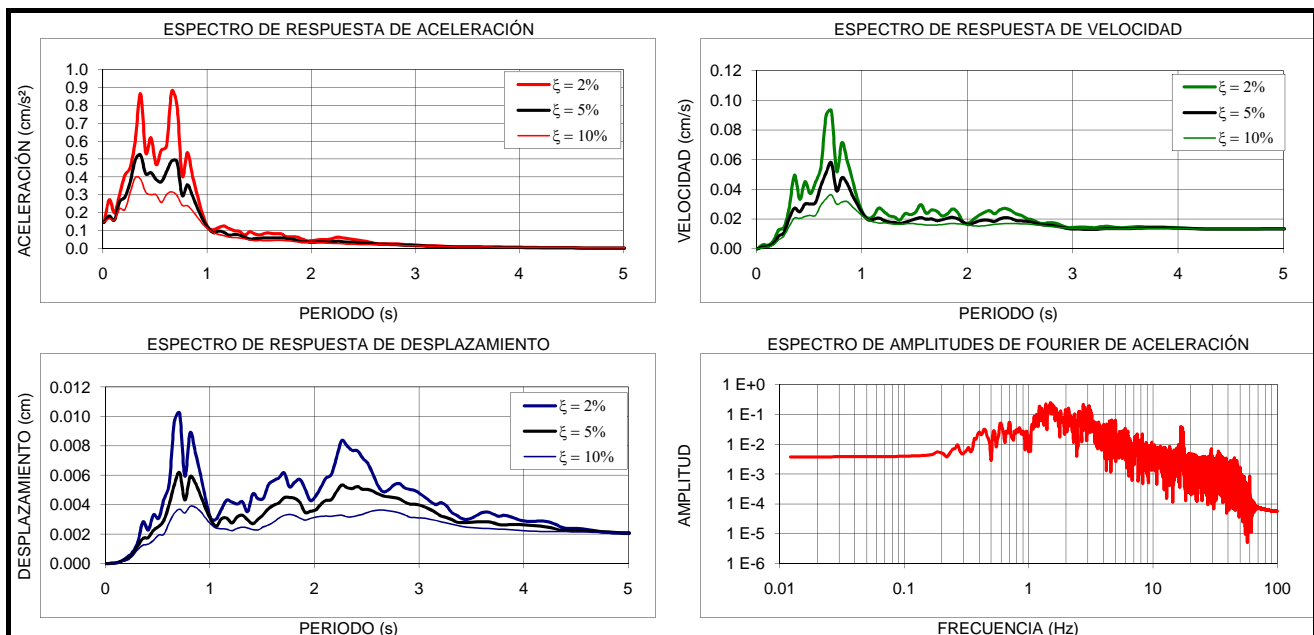 ESPECTRO DE RESPUESTA DE ACELERACIÓN
ACELERACIÓN (cm/s²)
1.0
0.9
0.8
0.7
0.6
0.5
0.4
0.3
0.2
0.1
0.0
ξ = 2%
ξ = 5%
ξ = 10%
0 1 2 3 4 5
PERIODO (s)
ESPECTRO DE RESPUESTA DE VELOCIDAD
VELOCIDAD (cm/s)
0.12
0.10
0.08
0.06
0.04
0.02
0.00
ξ = 2%
ξ = 5%
ξ = 10%
0 1 2 3 4 5
PERIODO (s)
ESPECTRO DE RESPUESTA DE DESPLAZAMIENTO
DESPLAZAMIENTO (cm)
0.012
0.010
0.008
0.006
0.004
0.002
0.000
ξ = 2%
ξ = 5%
ξ = 10%
0 1 2 3 4 5
PERIODO (s)
ESPECTRO DE AMPLITUDES DE FOURIER DE ACELERACIÓN
AMPLITUD
1 E+0
1 E-1
1 E-2
1 E-3
1 E-4
1 E-5
1 E-6
0.01 0.1 1 10 100
FRECUENCIA (Hz)